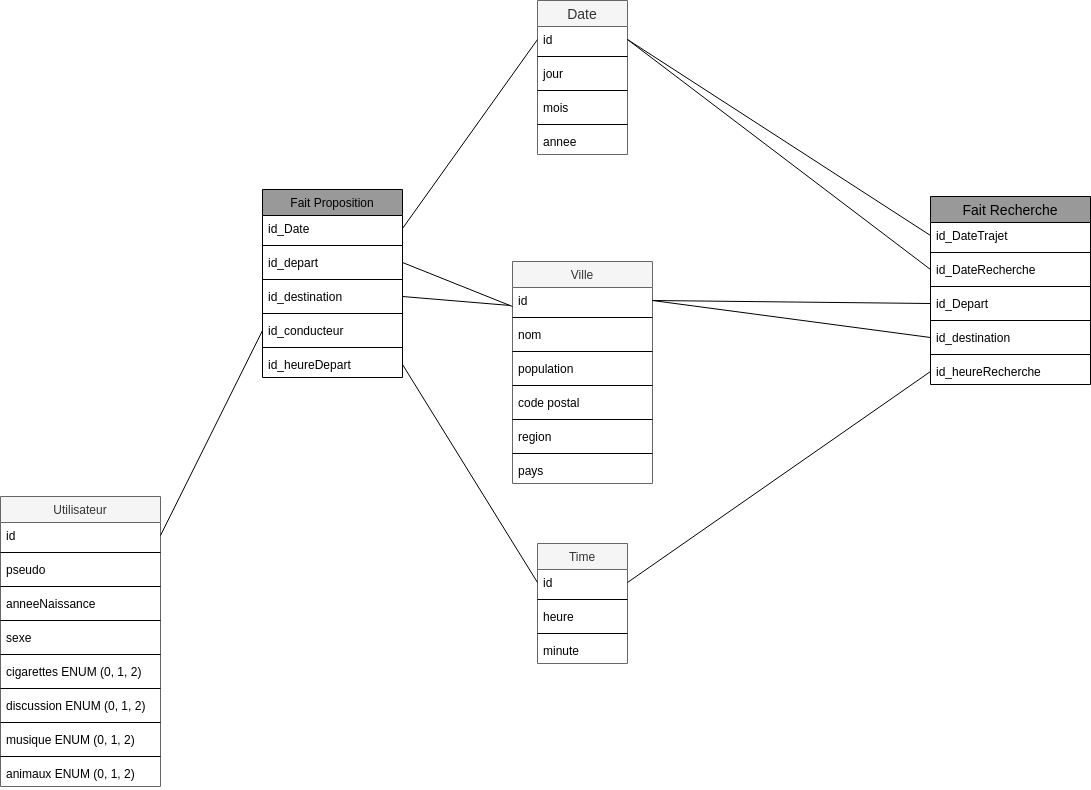 Date
id
jour
mois
annee
Fait Proposition
id_Date
id_depart
id_destination
id_conducteur
id_heureDepart
Ville
id
nom
population
code postal
region
pays
Fait Recherche
id_DateTrajet
id_DateRecherche
id_Depart
id_destination
id_heureRecherche
Utilisateur
id
pseudo
anneeNaissance
sexe
cigarettes ENUM (0, 1, 2)
discussion ENUM (0, 1, 2)
musique ENUM (0, 1, 2)
animaux ENUM (0, 1, 2)
Time
id
heure
minute